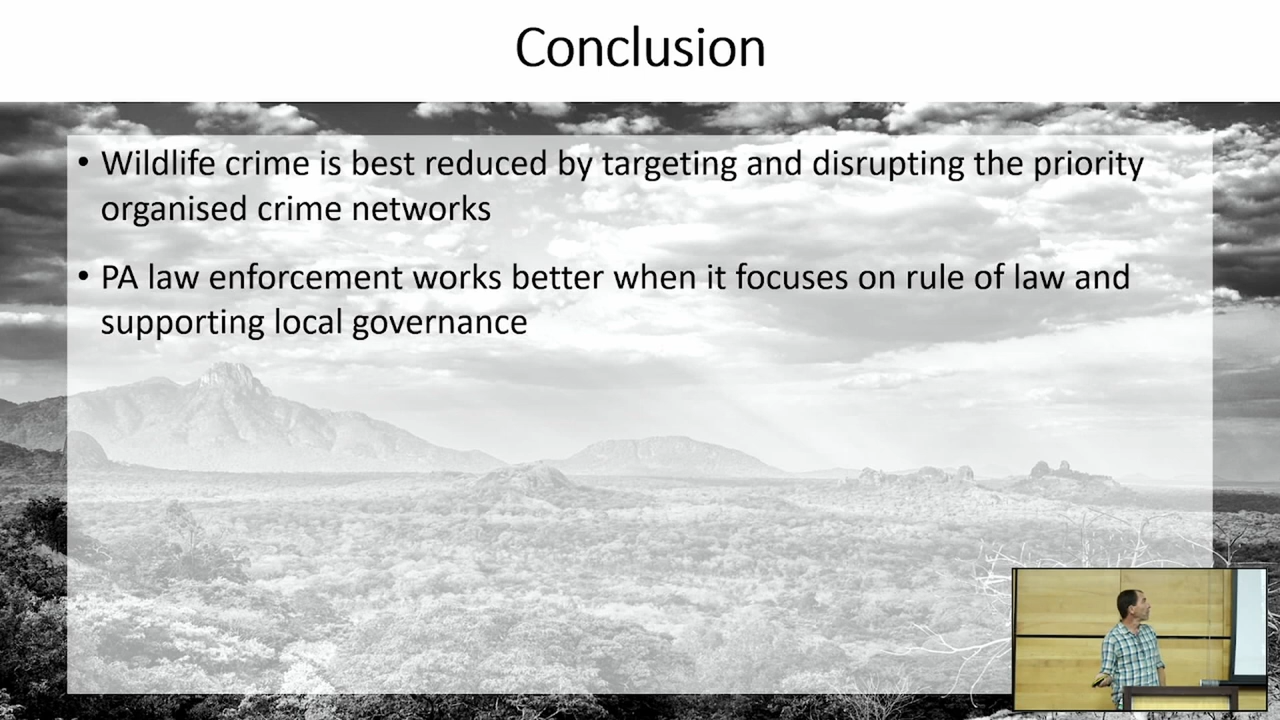 Conclusion
• Wildlife crime is best reduced by targeting and disrupting the priority
organised crime networks
• PA law enforcement works better when it focuses on rule of law and
supporting local governance